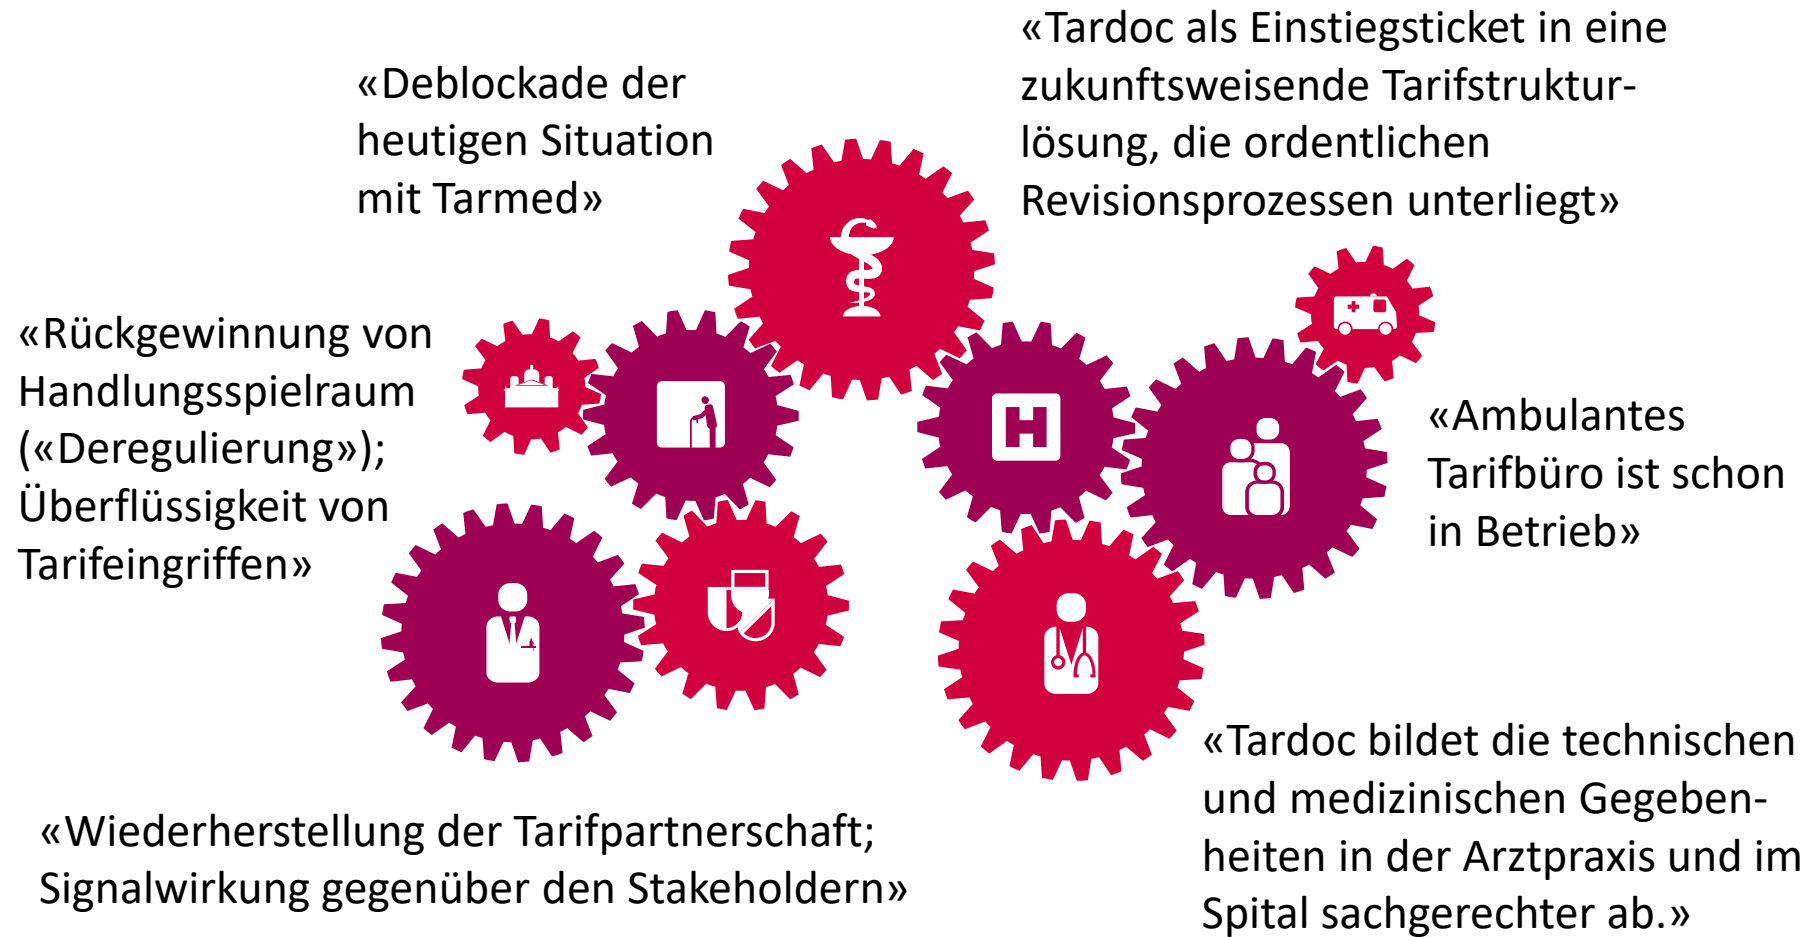 «Deblockade der
heutigen Situation
mit Tarmed»
«Tardoc als Einstiegsticket in eine
zukunftsweisende Tarifstruktur-
lösung, die ordentlichen
Revisionsprozessen unterliegt»
«Rückgewinnung von
Handlungsspielraum
(«Deregulierung»);
Überflüssigkeit von
Tarifeingriffen»
H
«Ambulantes
Tarifbüro ist schon
in Betrieb»
«Wiederherstellung der Tarifpartnerschaft;
Signalwirkung gegenüber den Stakeholdern»
«Tardoc bildet die technischen
und medizinischen Gegeben-
heiten in der Arztpraxis und im
Spital sachgerechter ab.»